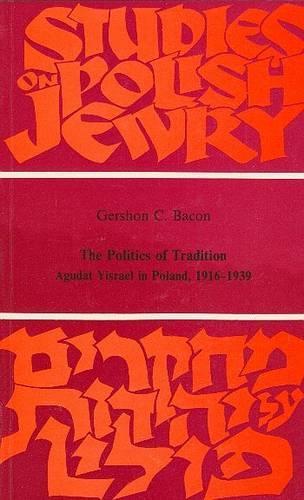 STUDIES
ON POLISH
JEWRY
Gershon C. Bacon
The Politics of Tradition
Agudat Yisrael in Poland, 1916–1939
מחקרים
על יהדות
פולין